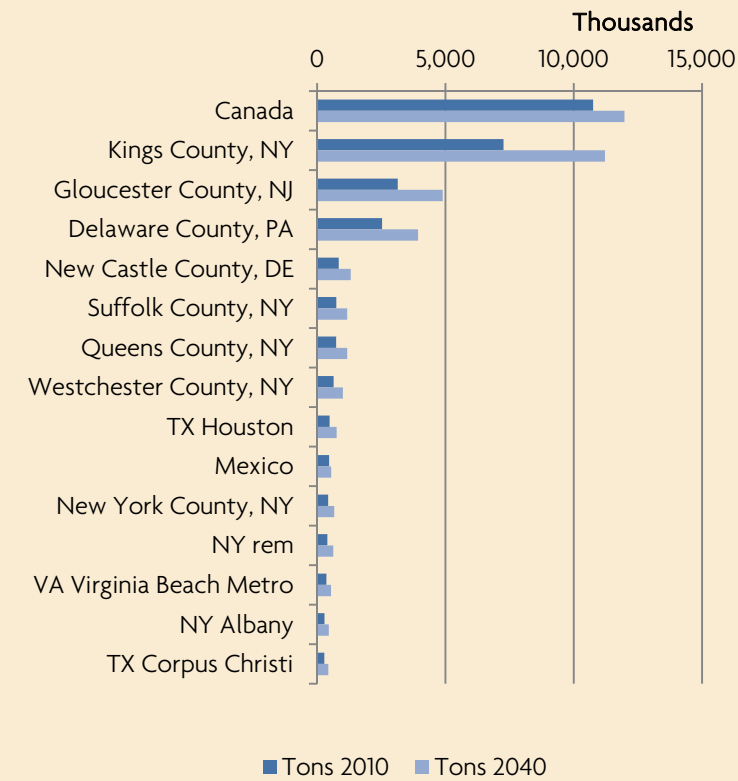 Thousands
0 5,000 10,000 15,000
Canada
Kings County, NY
Gloucester County, NJ
Delaware County, PA
New Castle County, DE
Suffolk County, NY
Queens County, NY
Westchester County, NY
TX Houston
Mexico
New York County, NY
NY rem
VA Virginia Beach Metro
NY Albany
TX Corpus Christi
Tons 2010 Tons 2040